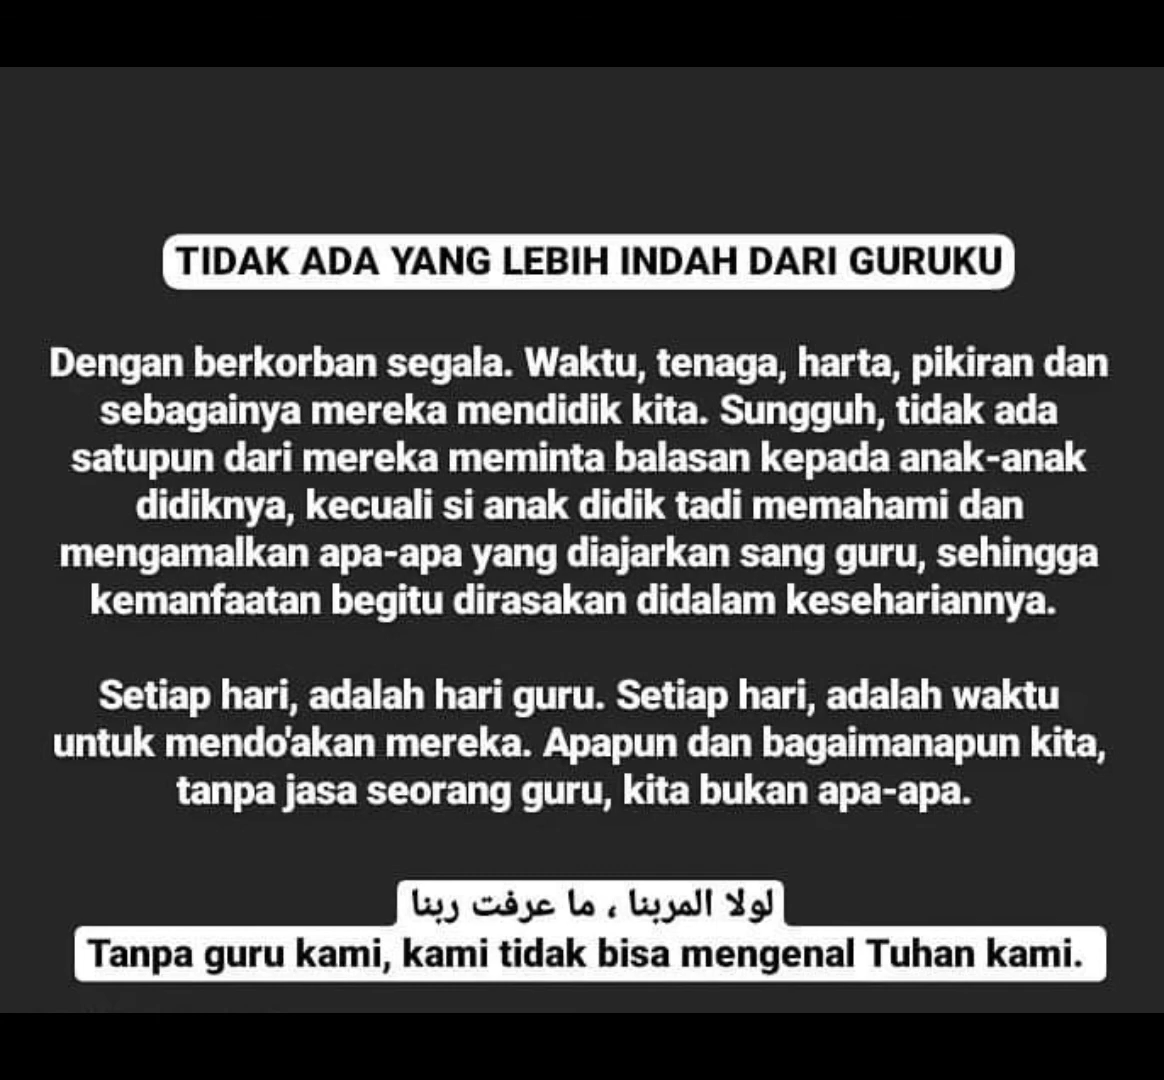 TIDAK ADA YANG LEBIH INDAH DARI GURUKU
Dengan berkorban segala. Waktu, tenaga, harta, pikiran dan
sebagainya mereka mendidik kita. Sungguh, tidak ada
satupun dari mereka meminta balasan kepada anak-anak
didiknya, kecuali si anak didik tadi memahami dan
mengamalkan apa-apa yang diajarkan sang guru, sehingga
kemanfaatan begitu dirasakan didalam kesehariannya.
Setiap hari, adalah hari guru. Setiap hari, adalah waktu
untuk mendo'akan mereka. Apapun dan bagaimanapun kita,
tanpa jasa seorang guru, kita bukan apa-apa.
لولا المربنا ، ما عرفت ربنا
Tanpa guru kami, kami tidak bisa mengenal Tuhan kami.